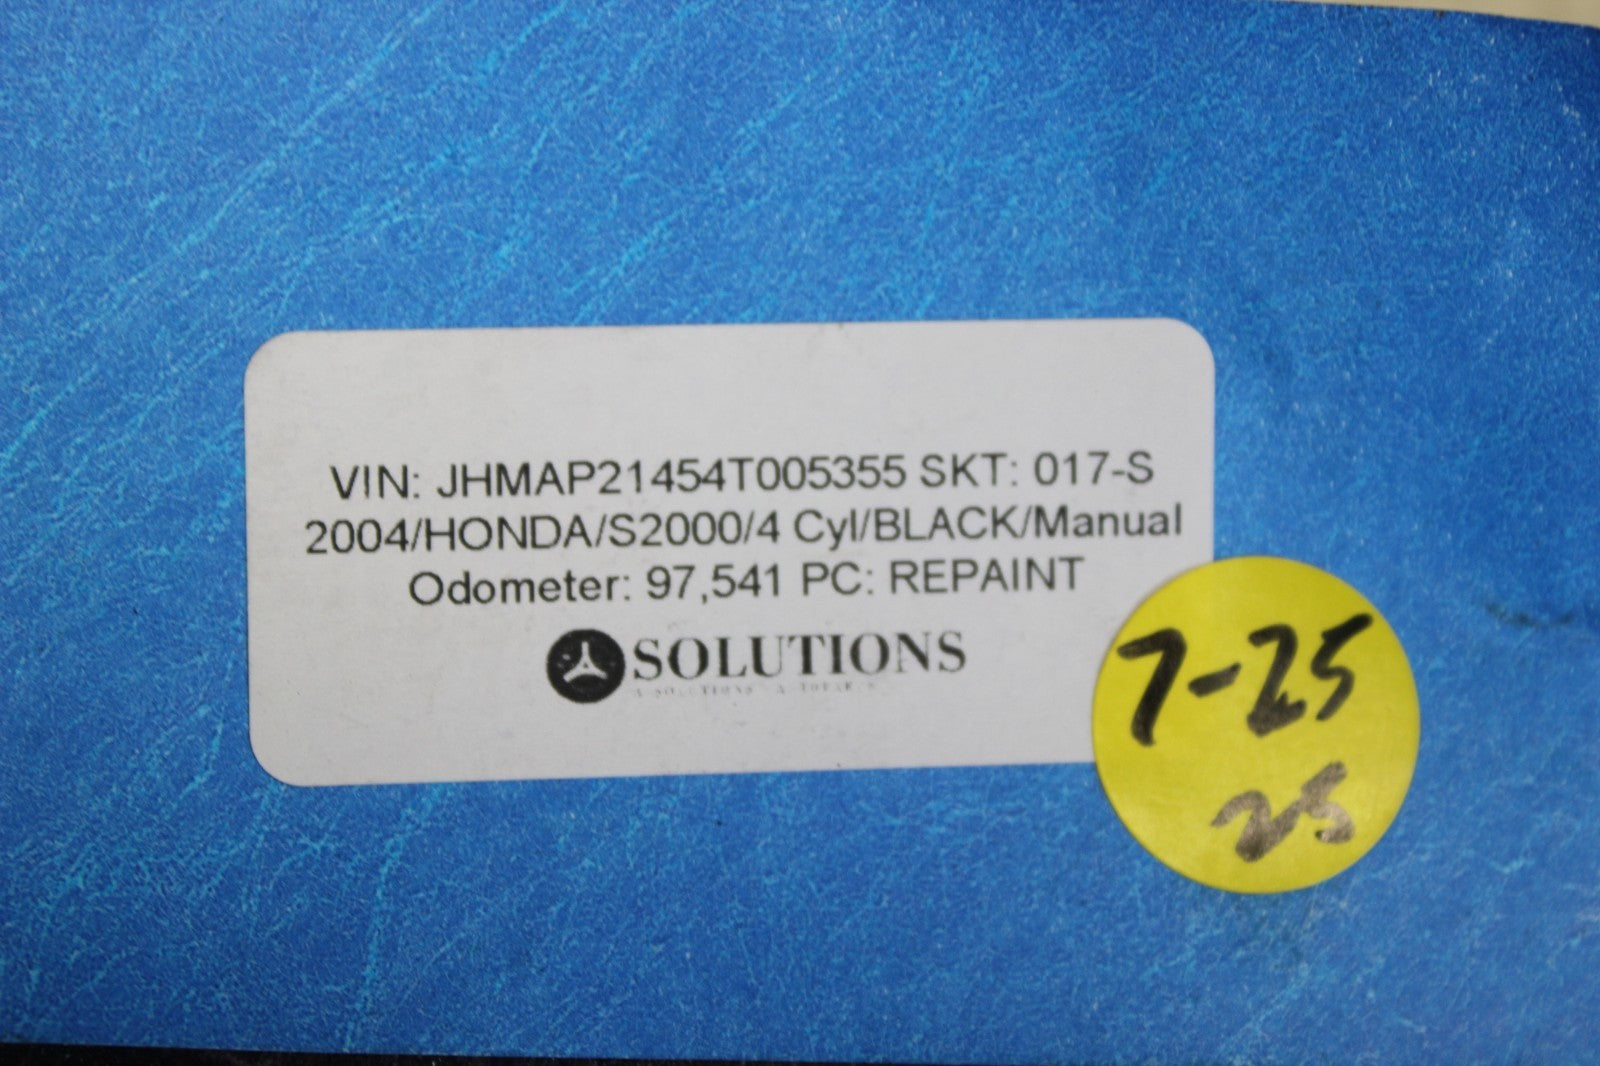 VIN: JHMAP21454T005355 SKT: 017-S
2004/HONDA/S2000/4 Cyl/BLACK/Manual
Odometer: 97,541 PC: REPAINT
SOLUTIONS
7-25
25